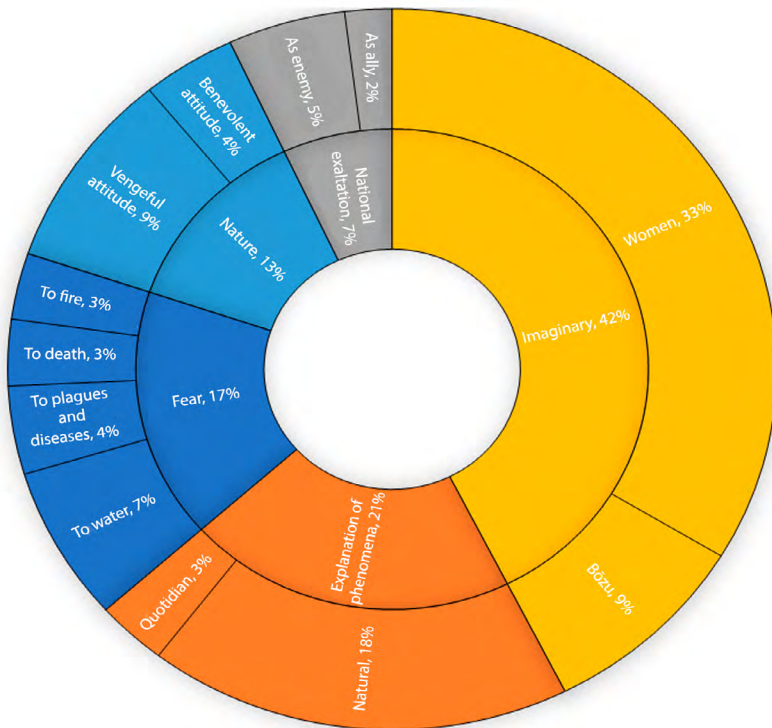 Women, 33%
Bōzu, 9%
Imaginary, 42%
Natural, 18%
Quotidian, 3%
Explanation of
phenomena, 21%
To water, 7%
To plagues
and
diseases, 4%
To death, 3%
To fire, 3%
Fear, 17%
Vengeful
attitude, 9%
Benevolent
attitude, 4%
Nature, 13%
As enemy, 5%
As ally, 2%
National
exaltation, 7%